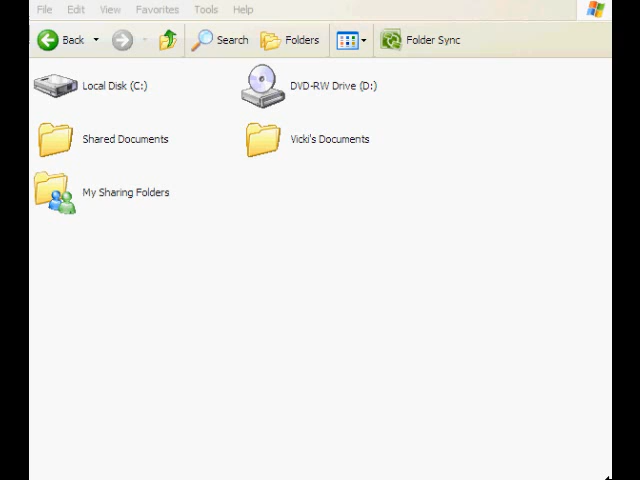 File Edit View Favorites Tools Help
Back Search Folders Folder Sync
Local Disk (C:) DVD-RW Drive (D:)
Shared Documents Vicki's Documents
My Sharing Folders